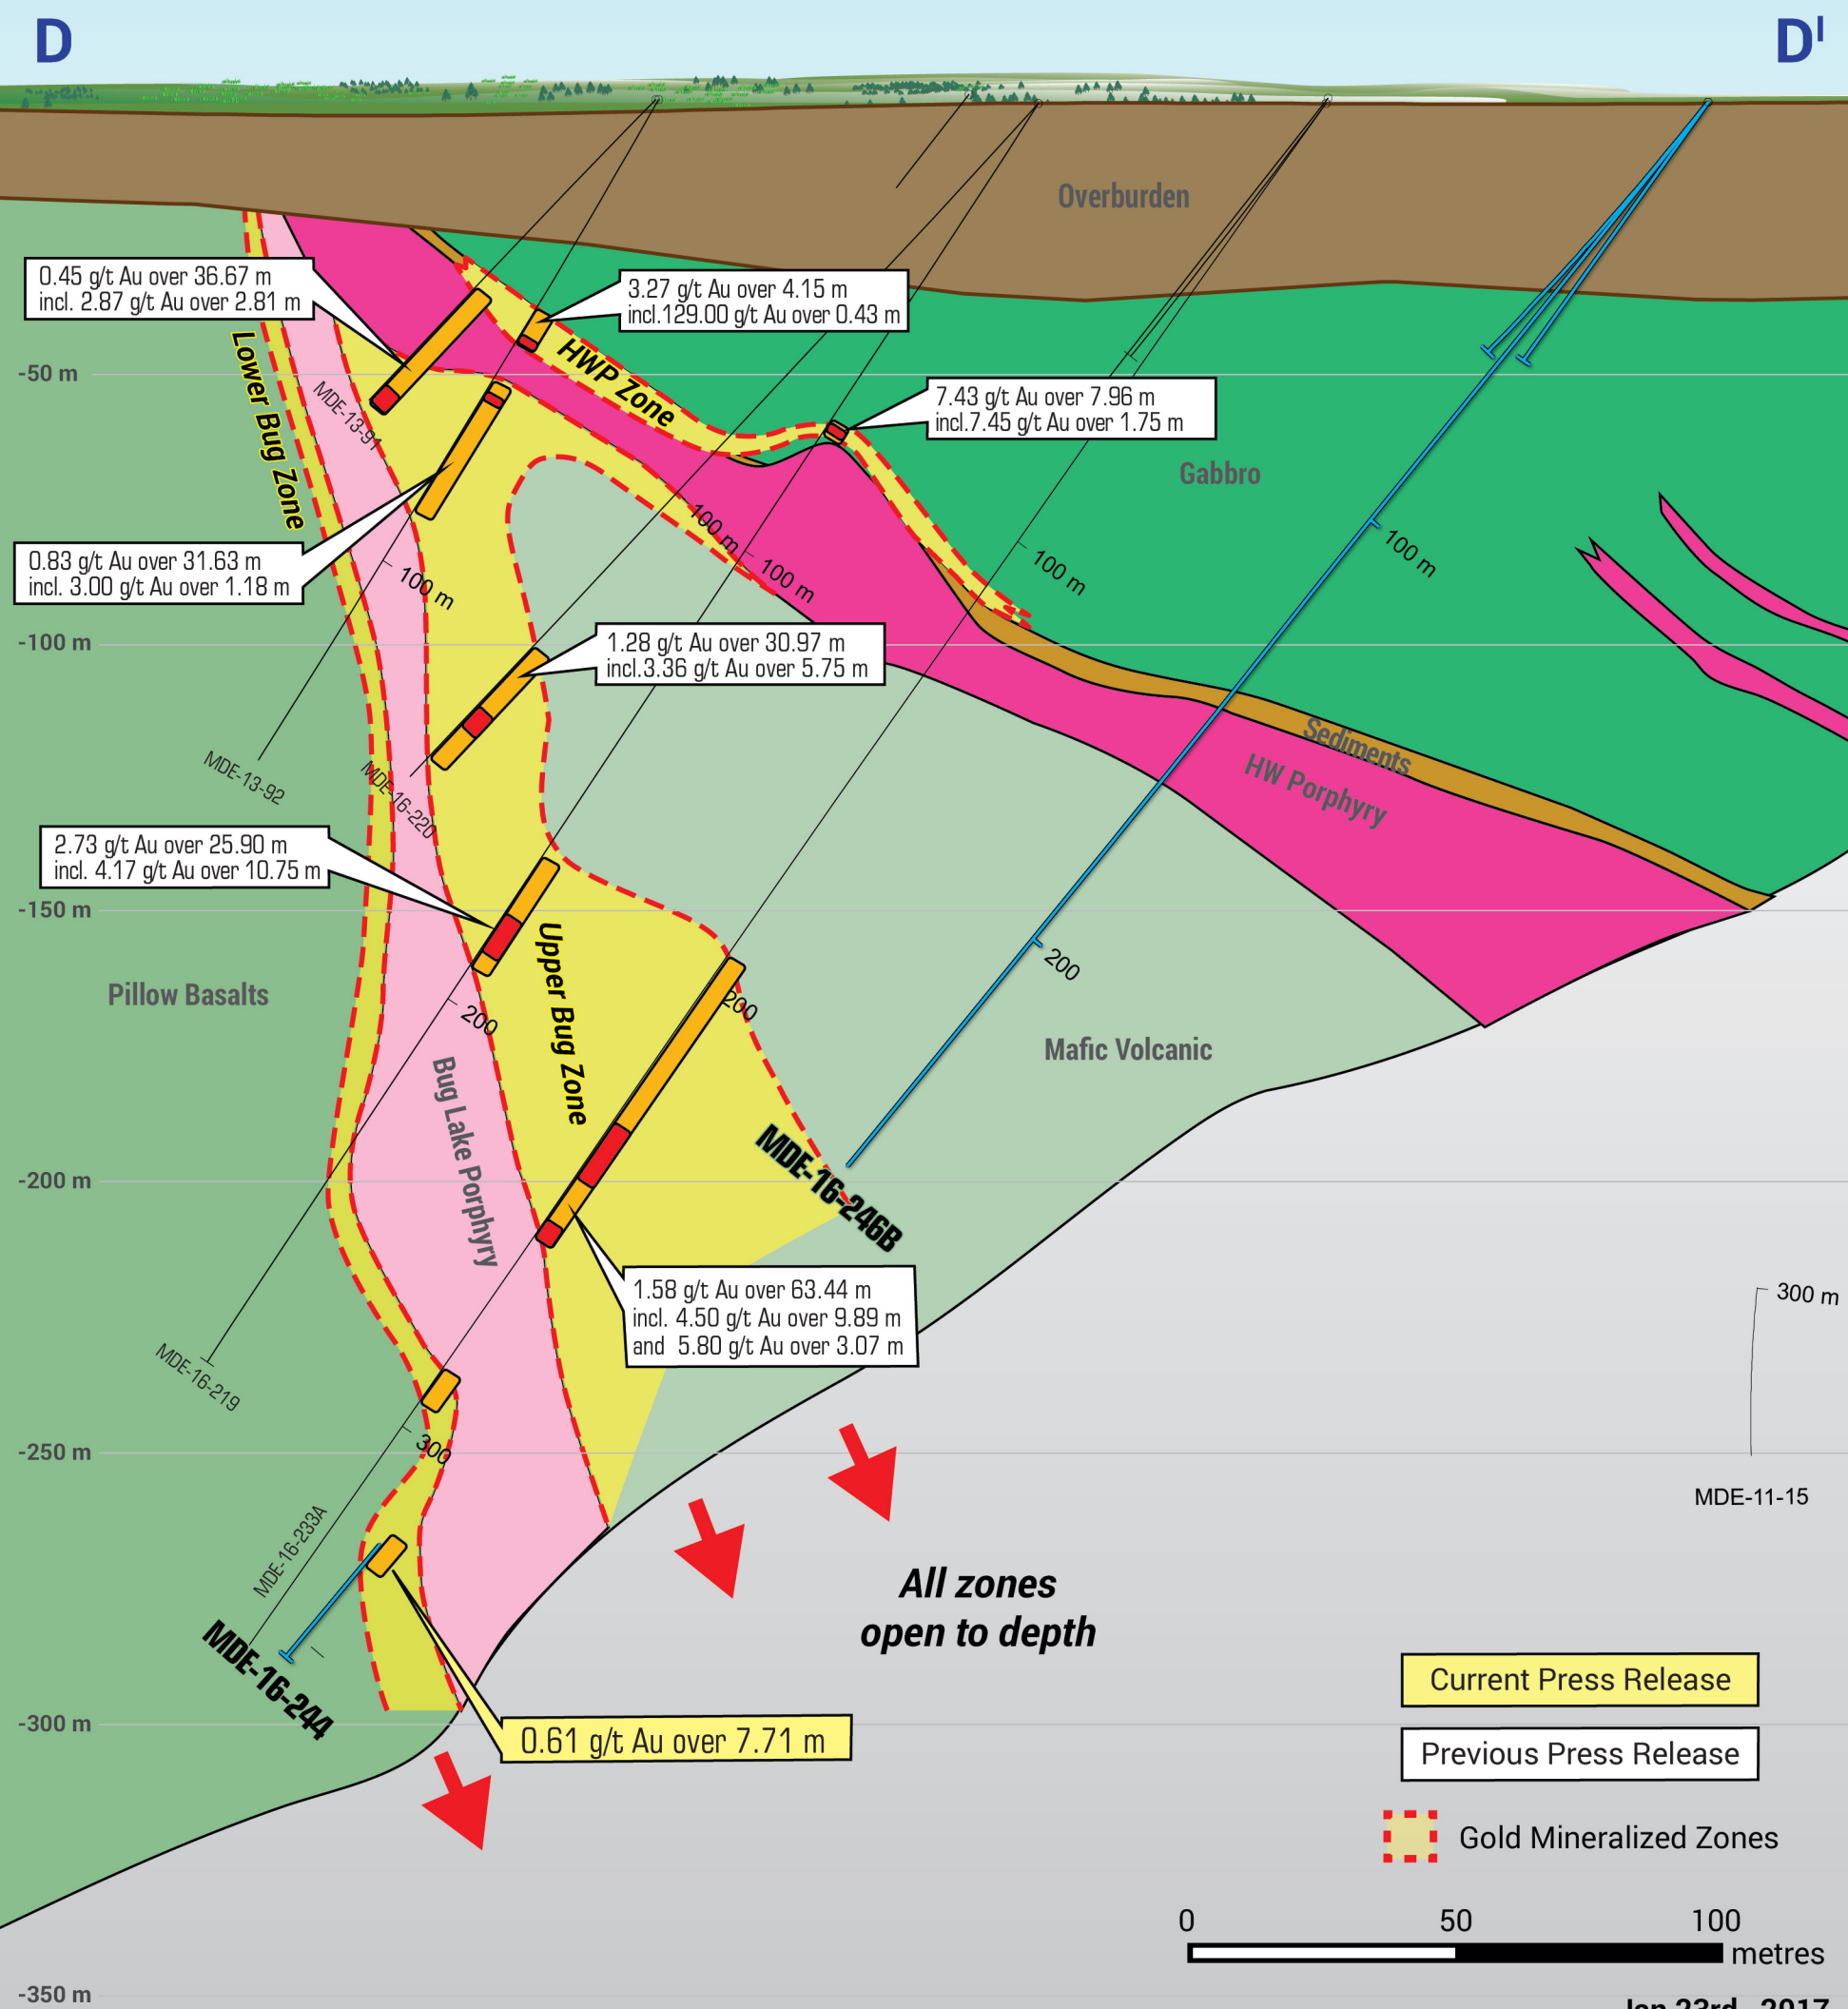 D
D'
Overburden
0.45 g/t Au over 36.67 m
incl. 2.87 g/t Au over 2.81 m
3.27 g/t Au over 4.15 m
incl.129.00 g/t Au over 0.43 m
-50 m
Lower Bug Zone
MDE-13-91
HWP Zone
7.43 g/t Au over 7.96 m
incl.7.45 g/t Au over 1.75 m
Gabbro
0.83 g/t Au over 31.63 m
incl. 3.00 g/t Au over 1.18 m
100 m
100 m
100 m
100 m
100 m
-100 m
1.28 g/t Au over 30.97 m
incl.3.36 g/t Au over 5.75 m
MDE-13-92
MDE-16-220
Sediments
HW Porphyry
2.73 g/t Au over 25.90 m
incl. 4.17 g/t Au over 10.75 m
-150 m
Pillow Basalts
200
Upper Bug Zone
200
200
Mafic Volcanic
Bug Lake Porphyry
MDE-16-246B
-200 m
1.58 g/t Au over 63.44 m
incl. 4.50 g/t Au over 9.89 m
and 5.80 g/t Au over 3.07 m
300 m
MDE-16-219
300
-250 m
MDE-11-15
MDE-16-233A
All zones
open to depth
MDE-16-244
-300 m
0.61 g/t Au over 7.71 m
Current Press Release
Previous Press Release
Gold Mineralized Zones
0 50 100
metres
-350 m
Jan 23rd, 2017